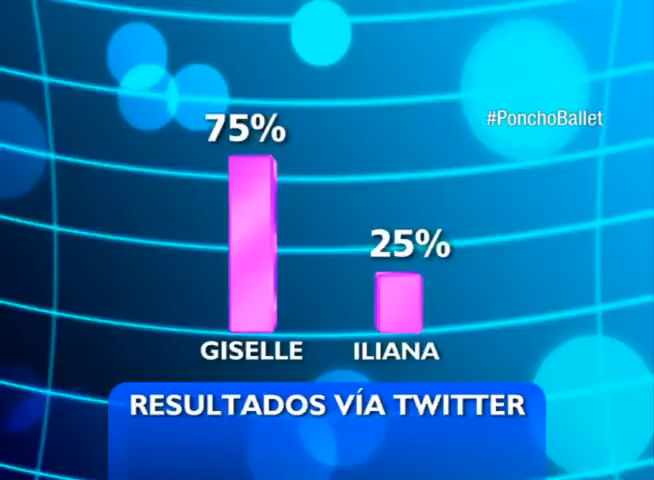 #PonchoBallet
75%
25%
GISELLE
ILIANA
RESULTADOS VÍA TWITTER